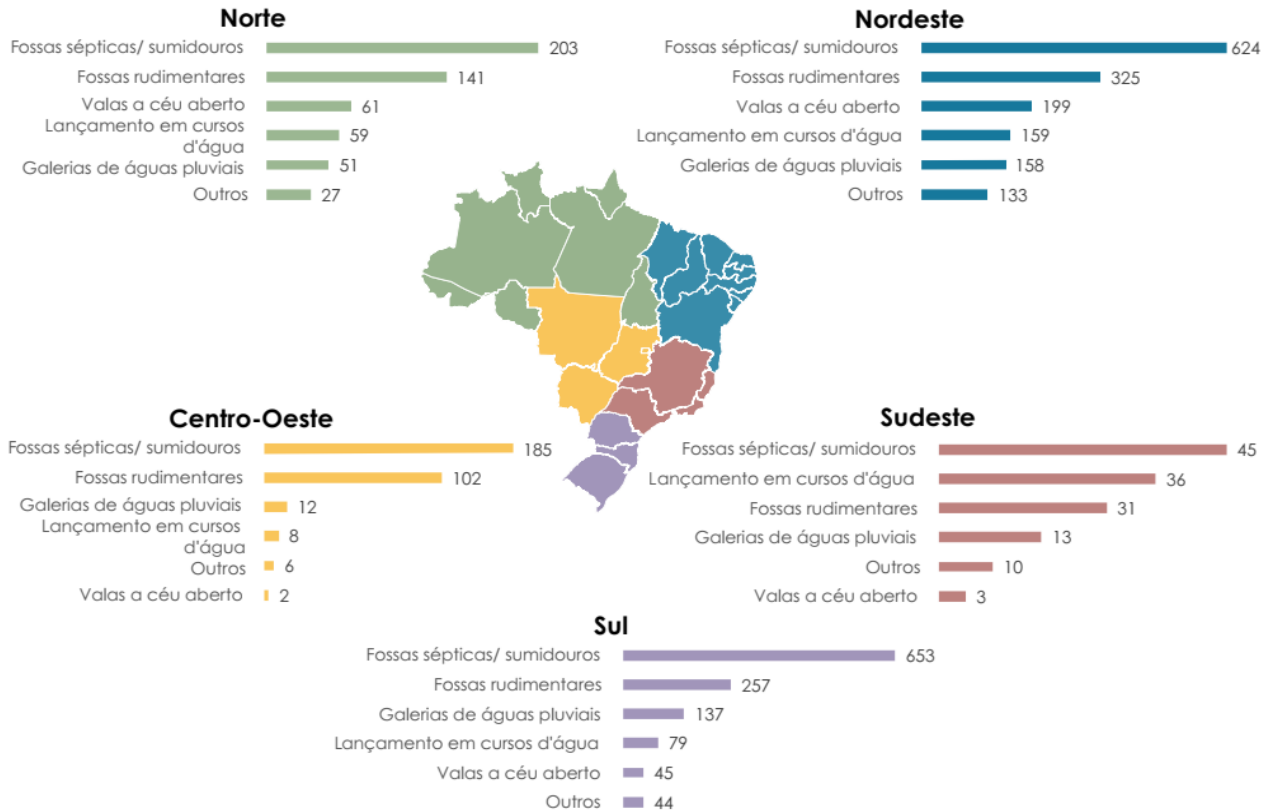 Norte
Fossas sépticas/ sumidouros 203
Fossas rudimentares 141
Valas a céu aberto 61
Lançamento em cursos
d'água 59
Galerias de águas pluviais 51
Outros 27
Nordeste
Fossas sépticas/ sumidouros 624
Fossas rudimentares 325
Valas a céu aberto 199
Lançamento em cursos d'água 159
Galerias de águas pluviais 158
Outros 133
Centro-Oeste
Fossas sépticas/ sumidouros 185
Fossas rudimentares 102
Galerias de águas pluviais 12
Lançamento em cursos
d'água 8
Outros 6
Valas a céu aberto 2
Sudeste
Fossas sépticas/ sumidouros 45
Lançamento em cursos d'água 36
Fossas rudimentares 31
Galerias de águas pluviais 13
Outros 10
Valas a céu aberto 3
Sul
Fossas sépticas/ sumidouros 653
Fossas rudimentares 257
Galerias de águas pluviais 137
Lançamento em cursos d'água 79
Valas a céu aberto 45
Outros 44